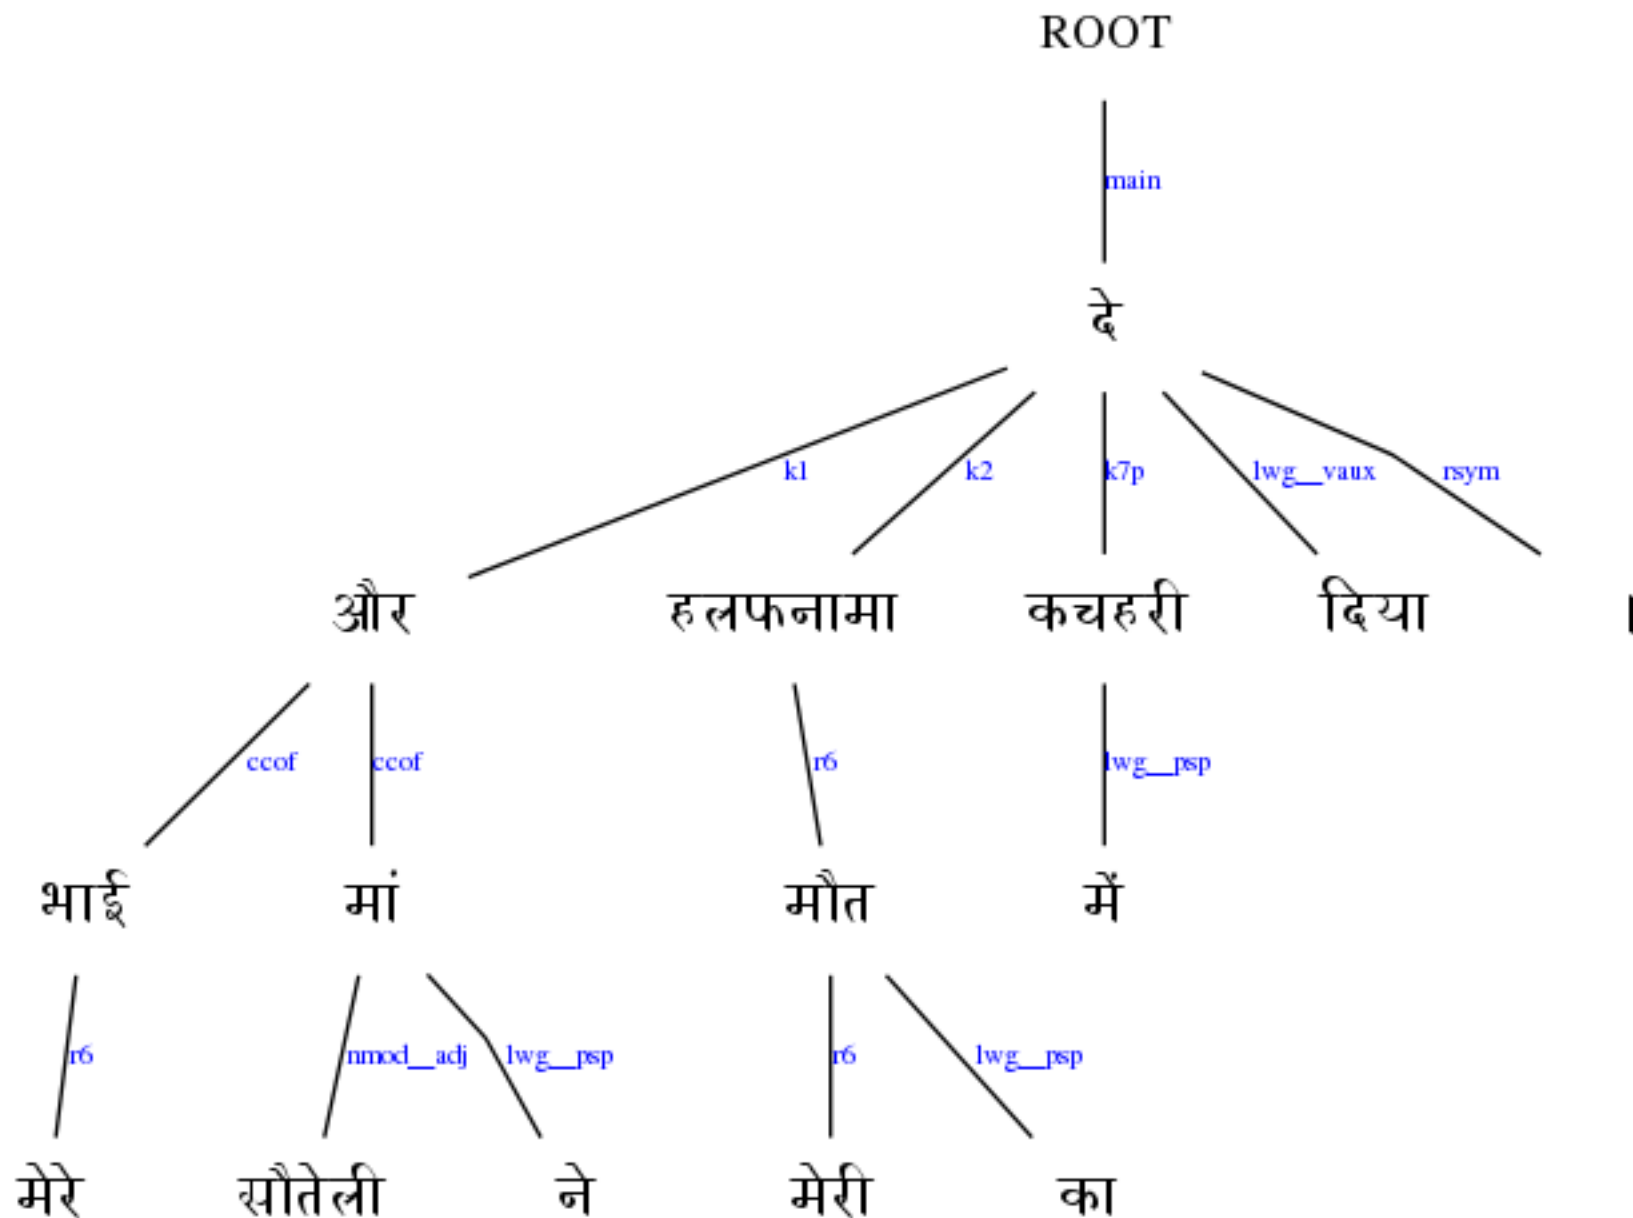 ROOT
main
दे
k1 k2 k7p lwg__vaux rsym
और हलफनामा कचहरी दिया ।
ccof ccof r6 lwg__psp
भाई मां मौत में
r6 nmod__adj lwg__psp r6 lwg__psp
मेरे सौतेली ने मेरी का